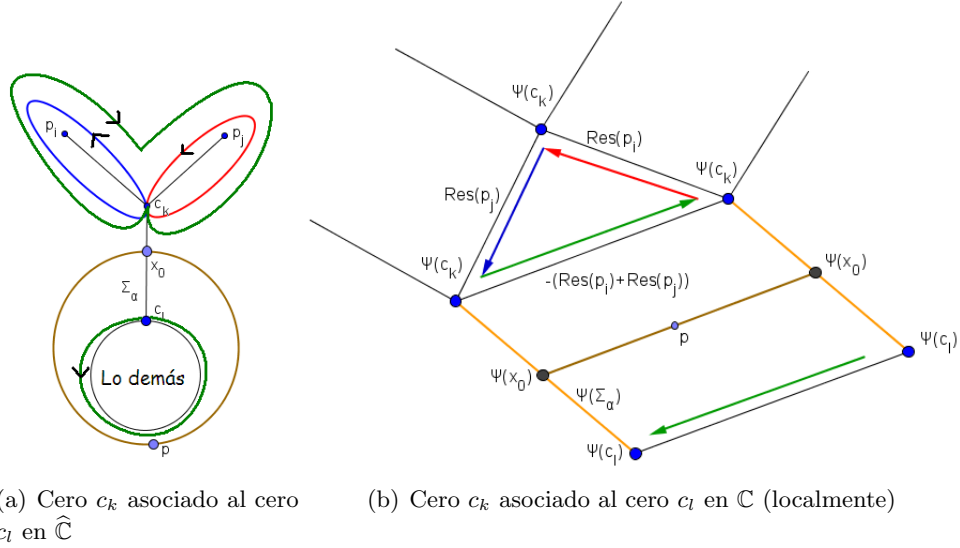 p_i
p_j
c_k
x_0
Σ_α
c_l
Lo demás
p
Ψ(c_k)
Res(p_i)
Ψ(c_k)
Res(p_j)
Ψ(c_k)
-(Res(p_i)+Res(p_j))
Ψ(x_0)
p
Ψ(c_l)
Ψ(x_0)
Ψ(Σ_α)
Ψ(c_l)
(a) Cero c_k asociado al cero
c_l en Ĉ
(b) Cero c_k asociado al cero c_l en ℂ (localmente)